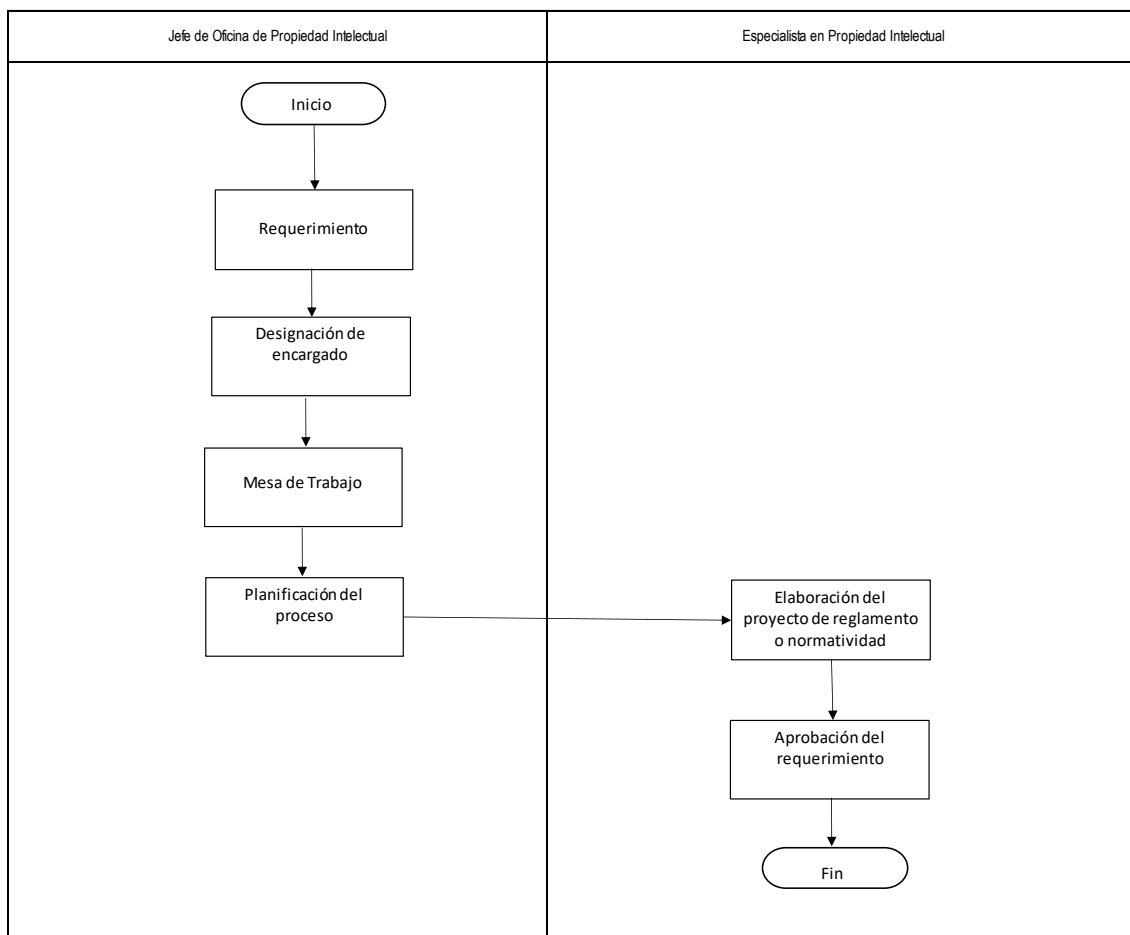 Jefe de Oficina de Propiedad Intelectual
Especialista en Propiedad Intelectual
Inicio
Requerimiento
Designación de
encargado
Mesa de Trabajo
Planificación del
proceso
Elaboración del
proyecto de reglamento
o normatividad
Aprobación del
requerimiento
Fin